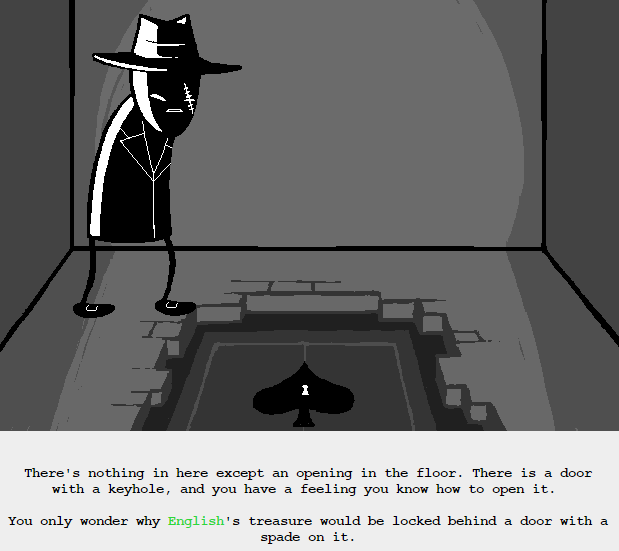 There's nothing in here except an opening in the floor. There is a door
with a keyhole, and you have a feeling you know how to open it.
You only wonder why English's treasure would be locked behind a door with a
spade on it.